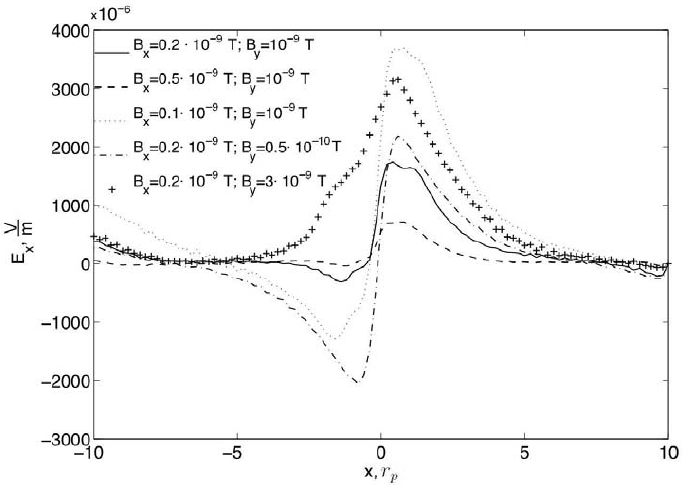 ×10⁻⁶
4000
3000
2000
1000
0
−1000
−2000
−3000
E_x, V/m
B_x=0.2· 10⁻⁹ T; B_y=10⁻⁹ T
B_x=0.5· 10⁻⁹ T; B_y=10⁻⁹ T
B_x=0.1· 10⁻⁹ T; B_y=10⁻⁹ T
B_x=0.2· 10⁻⁹ T; B_y=0.5· 10⁻¹⁰T
B_x=0.2· 10⁻⁹ T; B_y=3· 10⁻⁹ T
−10 −5 0 5 10
x, r_p